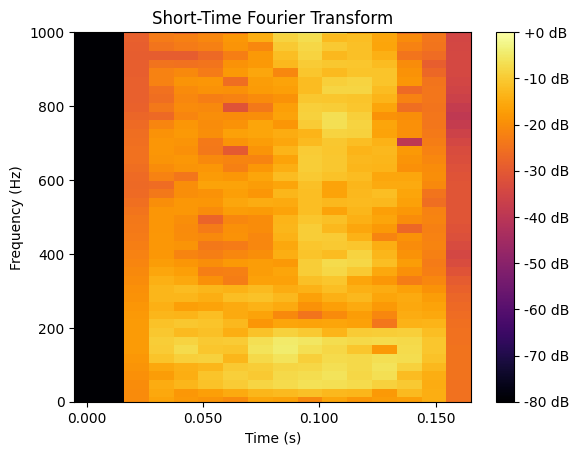 Short-Time Fourier Transform
1000
800
600
400
200
0
Frequency (Hz)
0.000
0.050
0.100
0.150
Time (s)
+0 dB
-10 dB
-20 dB
-30 dB
-40 dB
-50 dB
-60 dB
-70 dB
-80 dB